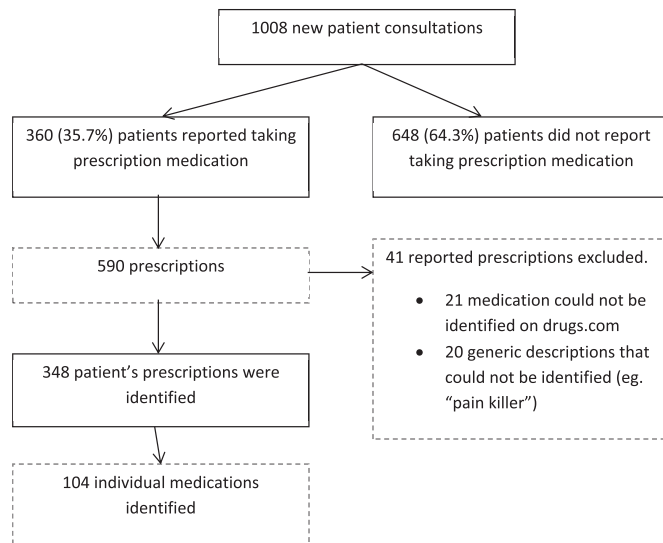 1008 new patient consultations
360 (35.7%) patients reported taking
prescription medication
648 (64.3%) patients did not report
taking prescription medication
590 prescriptions
41 reported prescriptions excluded.
• 21 medication could not be
identified on drugs.com
• 20 generic descriptions that
could not be identified (eg.
“pain killer”)
348 patient’s prescriptions were
identified
104 individual medications
identified